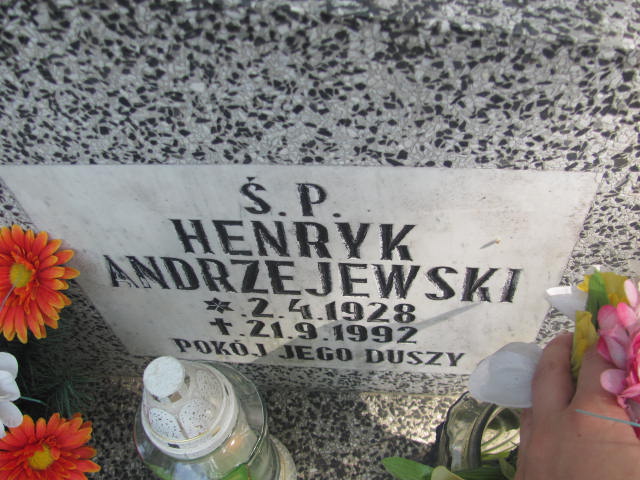 Ś.P.
HENRYK
ANDRZEJEWSKI
*.2.4.1928
+ 21.9.1992
POKÓJ JEGO DUSZY